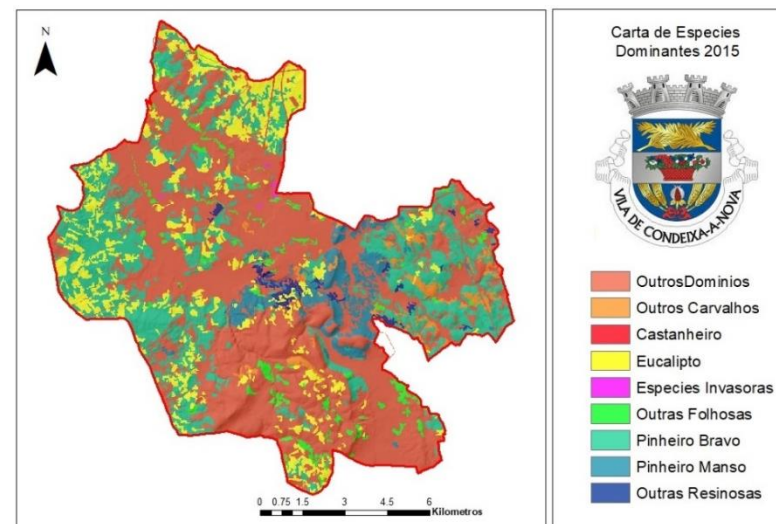 N
Carta de Especies
Dominantes 2015
VILA DE CONDEIXA-A-NOVA
OutrosDominios
Outros Carvalhos
Castanheiro
Eucalipto
Especies Invasoras
Outras Folhosas
Pinheiro Bravo
Pinheiro Manso
Outras Resinosas
0 0.75 1.5 3 4.5 6
Kilometros